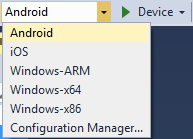 Android Device
Android
iOS
Windows-ARM
Windows-x64
Windows-x86
Configuration Manager...